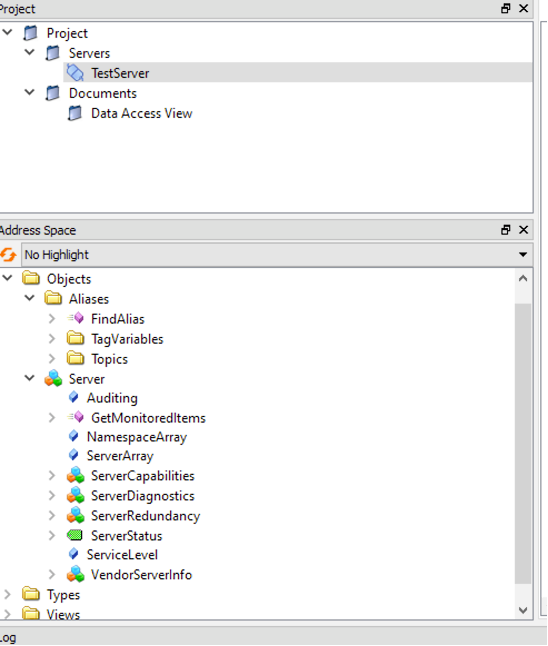 Project
Project
Servers
TestServer
Documents
Data Access View
Address Space
No Highlight
Objects
Aliases
FindAlias
TagVariables
Topics
Server
Auditing
GetMonitoredItems
NamespaceArray
ServerArray
ServerCapabilities
ServerDiagnostics
ServerRedundancy
ServerStatus
ServiceLevel
VendorServerInfo
Types
Views
Log